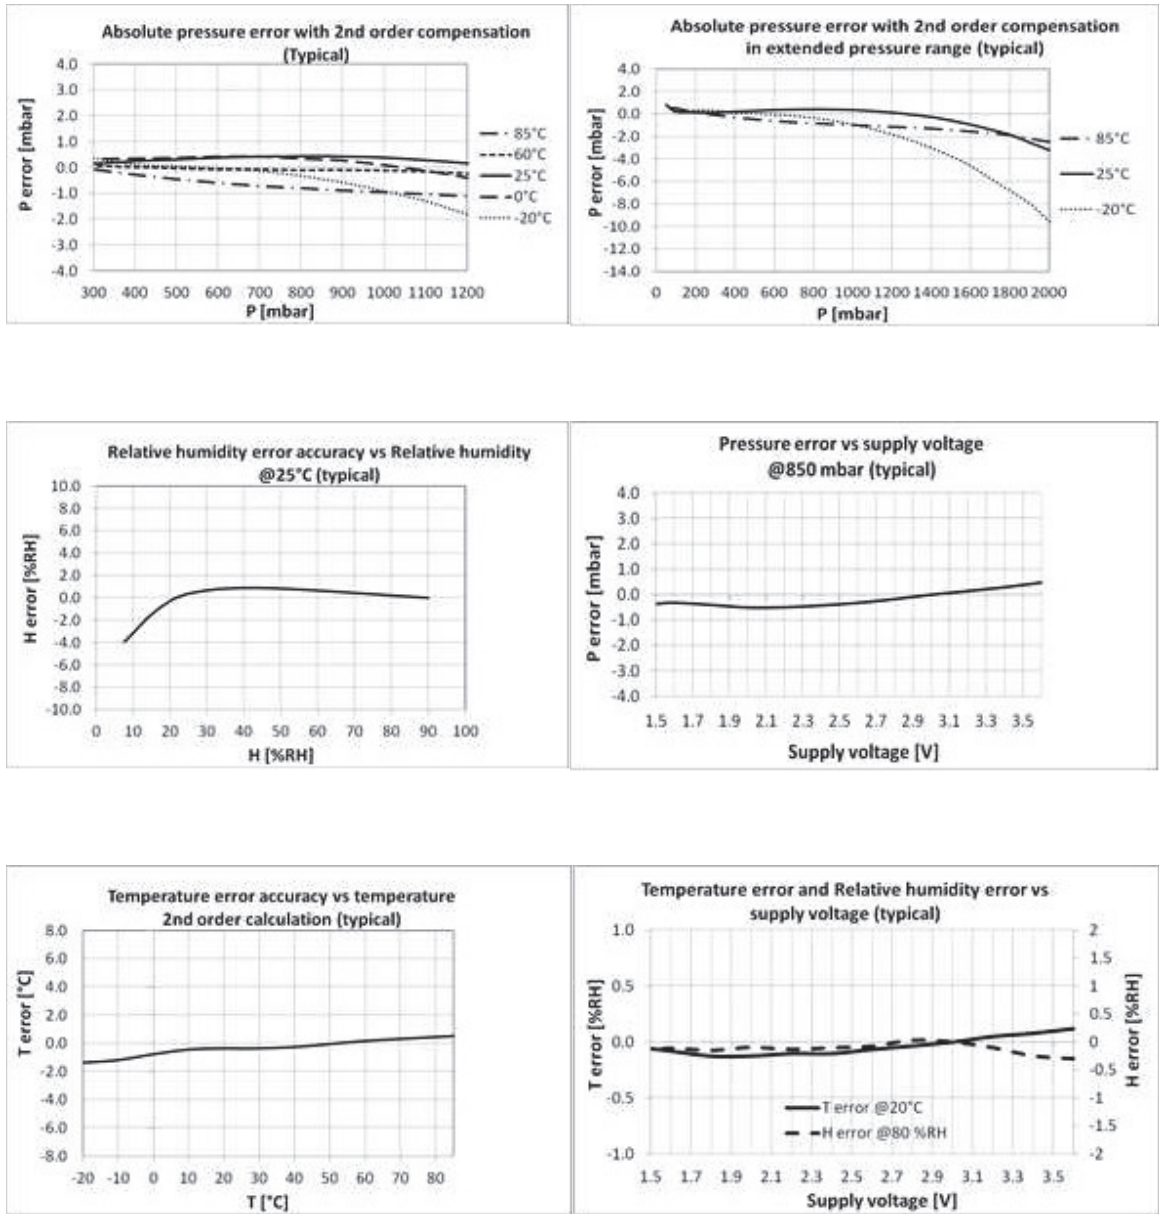 Absolute pressure error with 2nd order compensation
(Typical)
P error [mbar]
4.0
3.0
2.0
1.0
0.0
-1.0
-2.0
-3.0
-4.0
300 400 500 600 700 800 900 1000 1100 1200
P [mbar]
85°C
60°C
25°C
0°C
-20°C
Absolute pressure error with 2nd order compensation
in extended pressure range (typical)
P error [mbar]
4.0
2.0
0.0
-2.0
-4.0
-6.0
-8.0
-10.0
-12.0
-14.0
0 200 400 600 800 1000 1200 1400 1600 1800 2000
P [mbar]
85°C
25°C
-20°C
Relative humidity error accuracy vs Relative humidity
@25°C (typical)
H error [%RH]
10.0
8.0
6.0
4.0
2.0
0.0
-2.0
-4.0
-6.0
-8.0
-10.0
0 10 20 30 40 50 60 70 80 90 100
H [%RH]
Pressure error vs supply voltage
@850 mbar (typical)
P error [mbar]
4.0
3.0
2.0
1.0
0.0
-1.0
-2.0
-3.0
-4.0
1.5 1.7 1.9 2.1 2.3 2.5 2.7 2.9 3.1 3.3 3.5
Supply voltage [V]
Temperature error accuracy vs temperature
2nd order calculation (typical)
T error [°C]
8.0
6.0
4.0
2.0
0.0
-2.0
-4.0
-6.0
-8.0
-20 -10 0 10 20 30 40 50 60 70 80
T [°C]
Temperature error and Relative humidity error vs
supply voltage (typical)
T error [%RH]
1.0
0.5
0.0
-0.5
-1.0
T error @20°C
H error @80 %RH
2
1.5
1
0.5
0
-0.5
-1
-1.5
-2
H error [%RH]
1.5 1.7 1.9 2.1 2.3 2.5 2.7 2.9 3.1 3.3 3.5
Supply voltage [V]